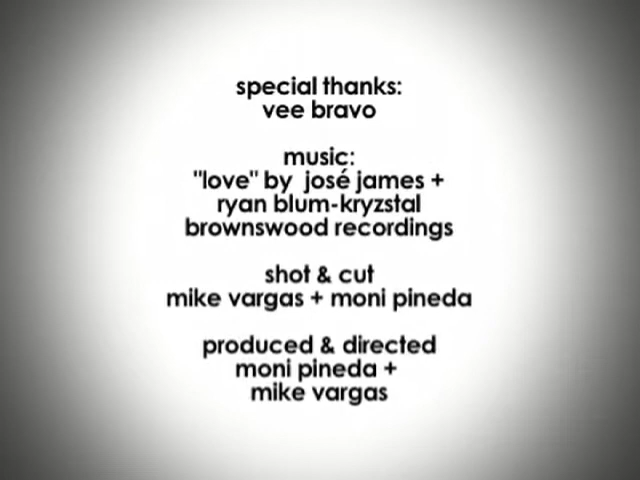 special thanks:
vee bravo
music:
"love" by josé james +
ryan blum-kryzstal
brownswood recordings
shot & cut
mike vargas + moni pineda
produced & directed
moni pineda +
mike vargas